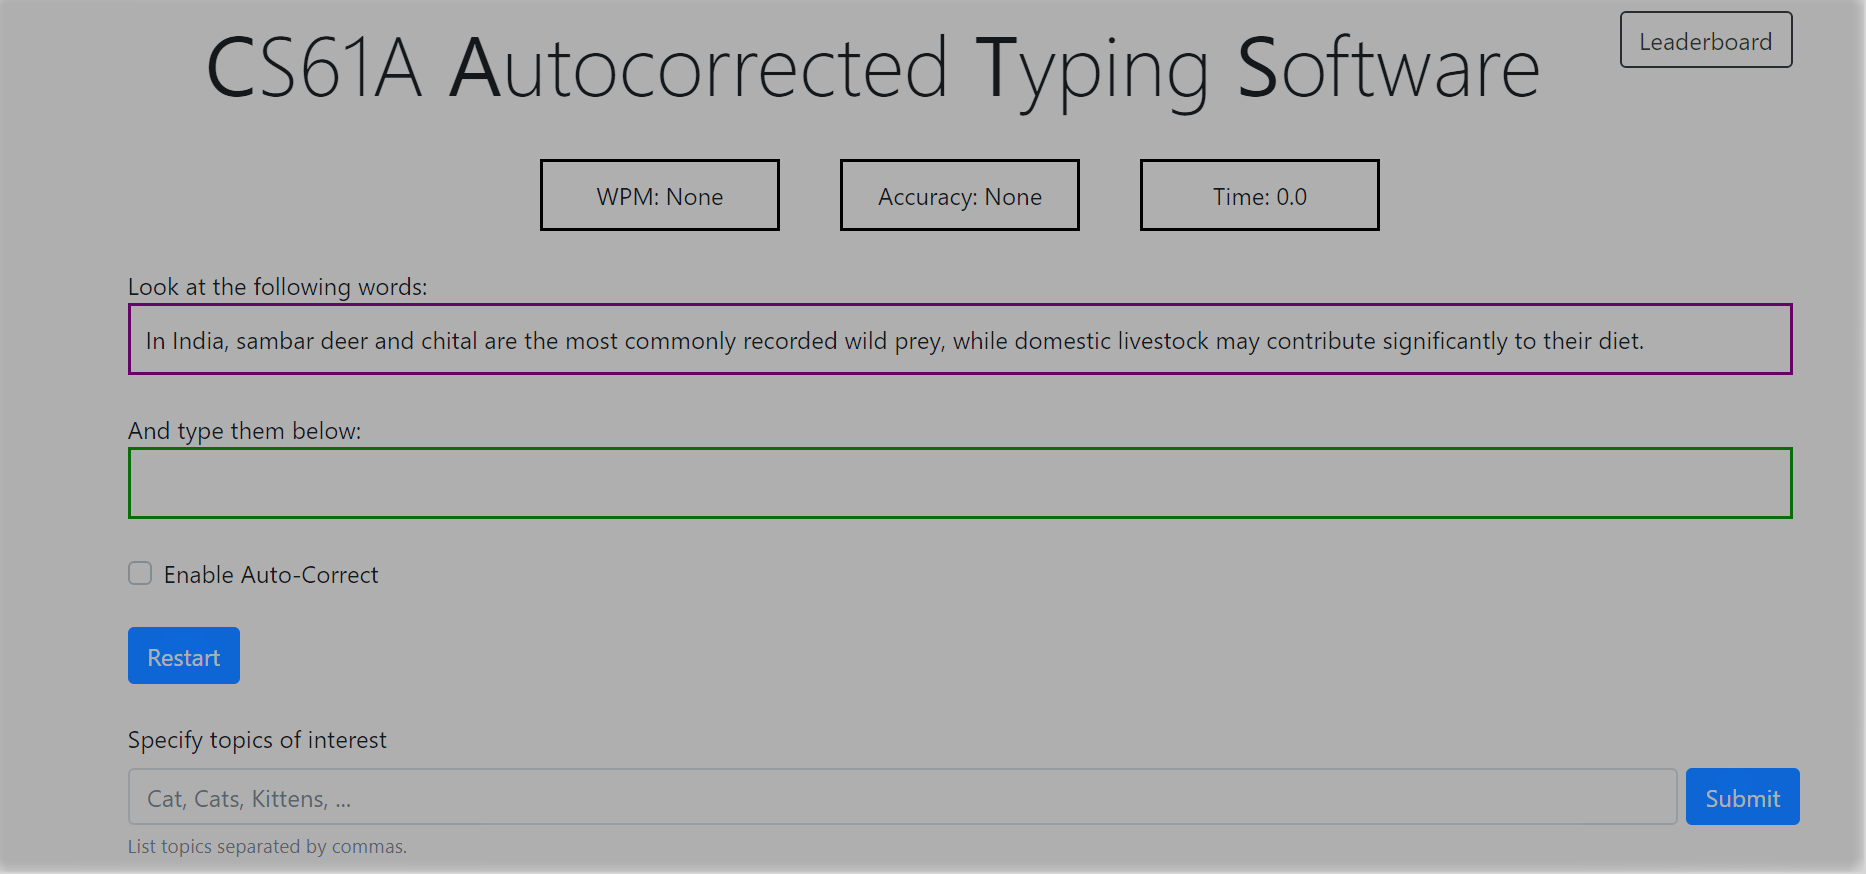 CS61A Autocorrected Typing Software
Leaderboard
WPM: None
Accuracy: None
Time: 0.0
Look at the following words:
In India, sambar deer and chital are the most commonly recorded wild prey, while domestic livestock may contribute significantly to their diet.
And type them below:
Enable Auto-Correct
Restart
Specify topics of interest
Cat, Cats, Kittens, ...
Submit
List topics separated by commas.